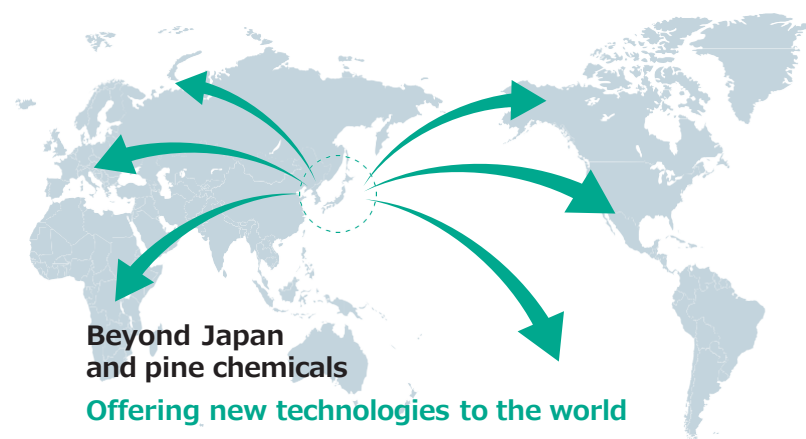 Beyond Japan
and pine chemicals
Offering new technologies to the world